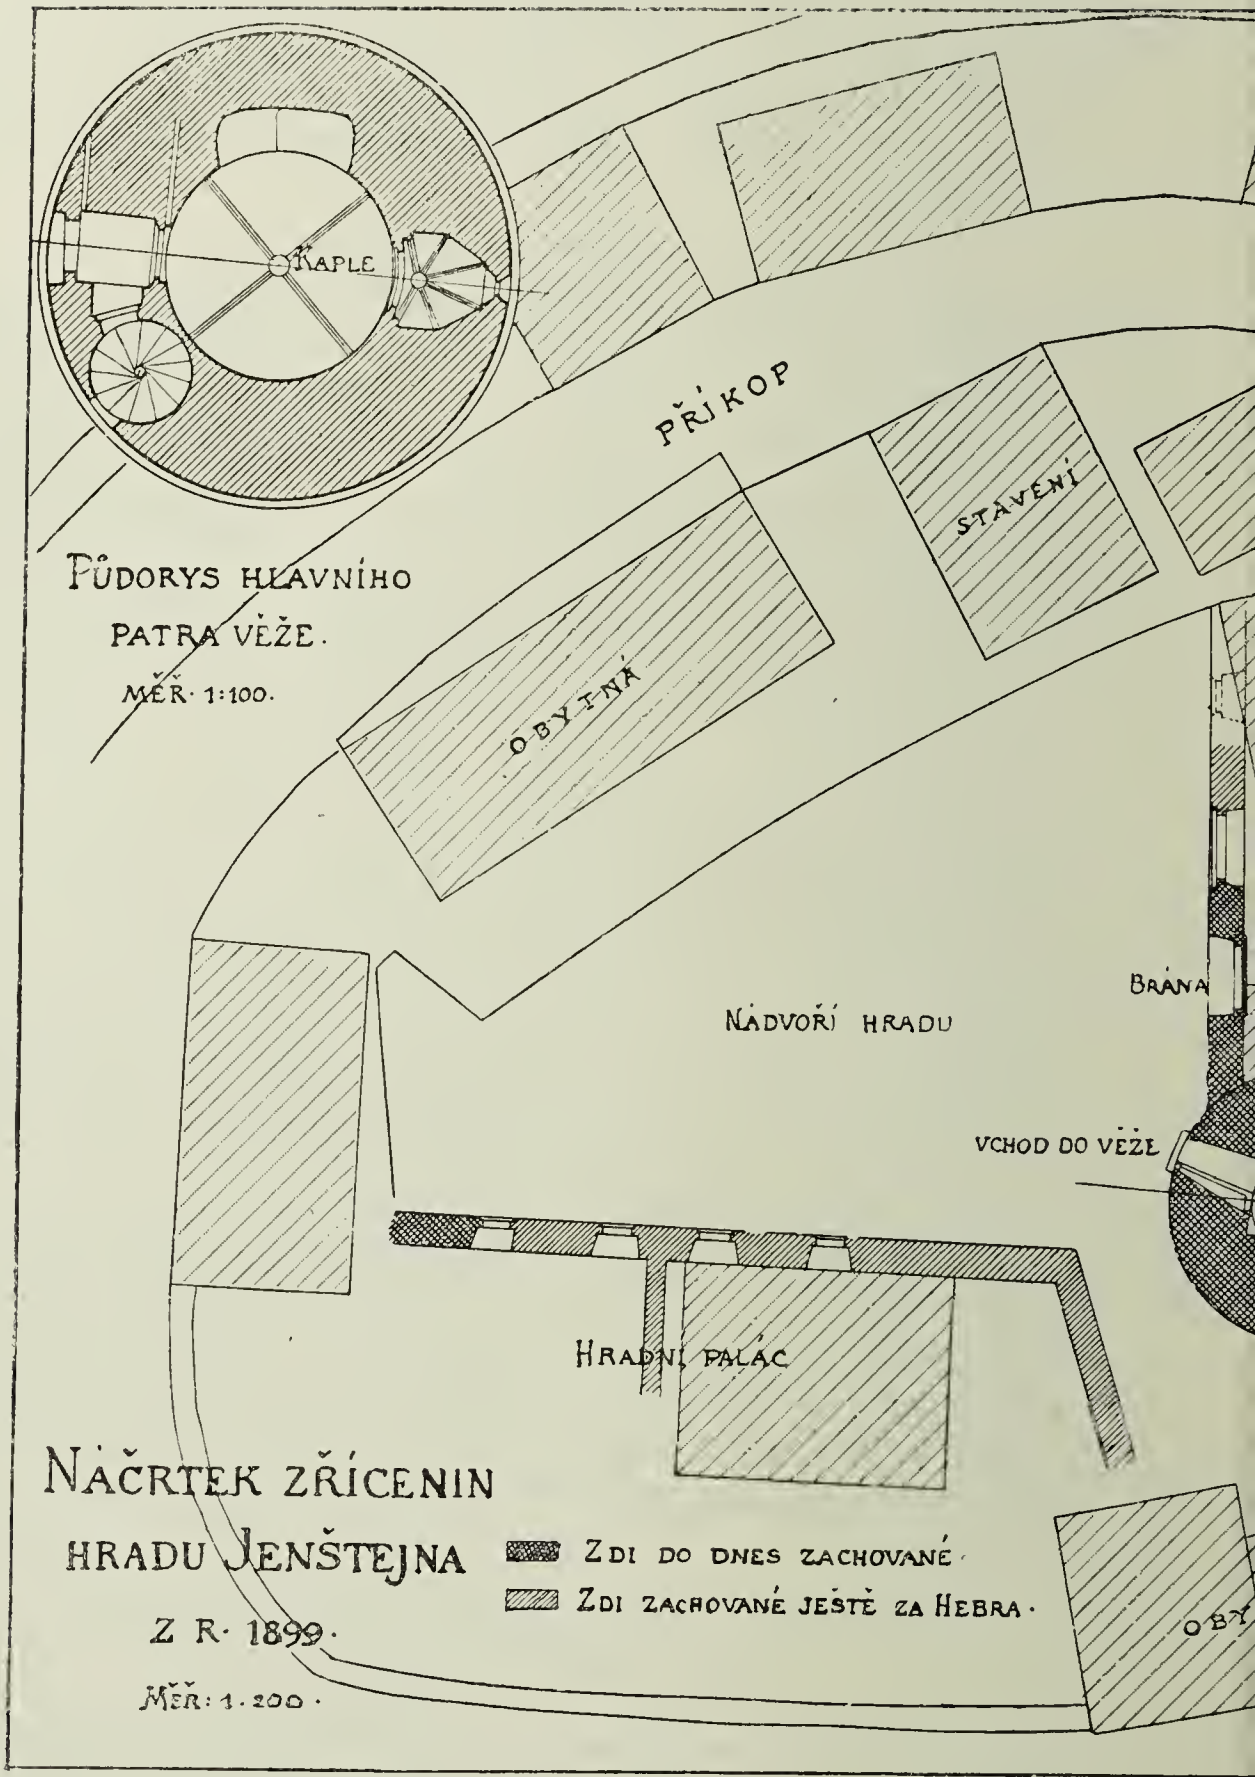 KAPLE
PŮDORYS HLAVNÍHO
PATRA VĚŽE.
MĚŘ. 1:100.
PŘÍKOP
STAVENÍ
OBYTNÁ
BRÁNA
NÁDVOŘÍ HRADU
VCHOD DO VĚŽE
HRADNÍ PALÁC
NÁČRTEK ZŘÍCENIN
HRADU JENŠTEJNA
Z R. 1899.
MĚŘ: 1.200.
ZDI DO DNES ZACHOVANÉ.
ZDI ZACHOVANÉ JEŠTĚ ZA HEBRA.
OBY